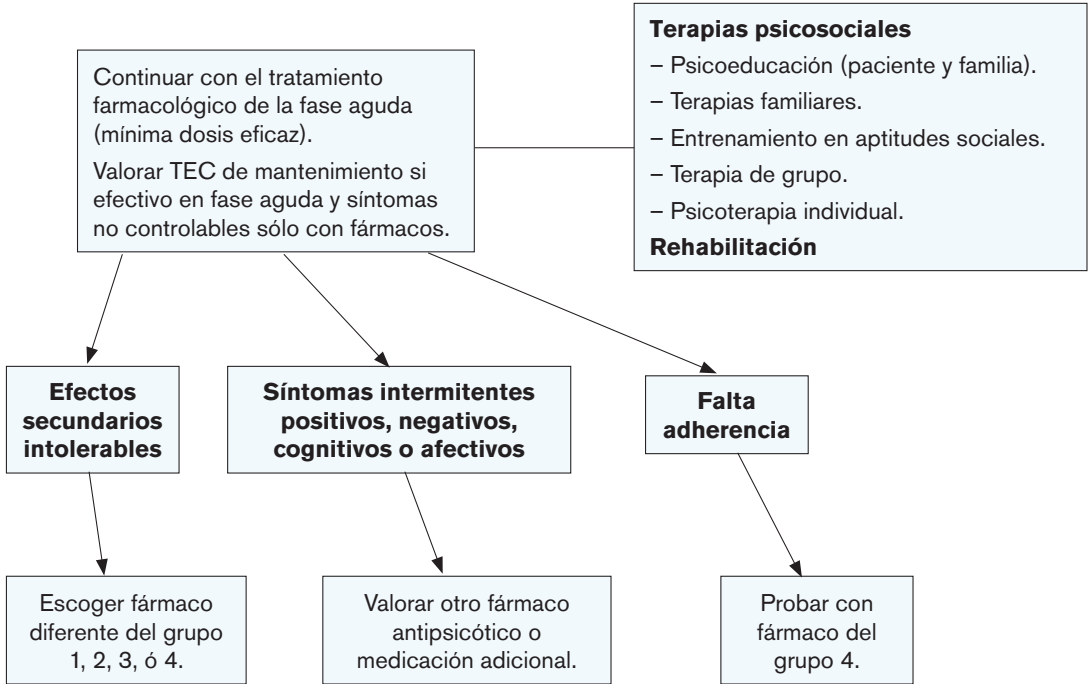 Continuar con el tratamiento
farmacológico de la fase aguda
(mínima dosis eficaz).
Valorar TEC de mantenimiento si
efectivo en fase aguda y síntomas
no controlables sólo con fármacos.
Terapias psicosociales
– Psicoeducación (paciente y familia).
– Terapias familiares.
– Entrenamiento en aptitudes sociales.
– Terapia de grupo.
– Psicoterapia individual.
Rehabilitación
Efectos
secundarios
intolerables
Síntomas intermitentes
positivos, negativos,
cognitivos o afectivos
Falta
adherencia
Escoger fármaco
diferente del grupo
1, 2, 3, ó 4.
Valorar otro fármaco
antipsicótico o
medicación adicional.
Probar con
fármaco del
grupo 4.